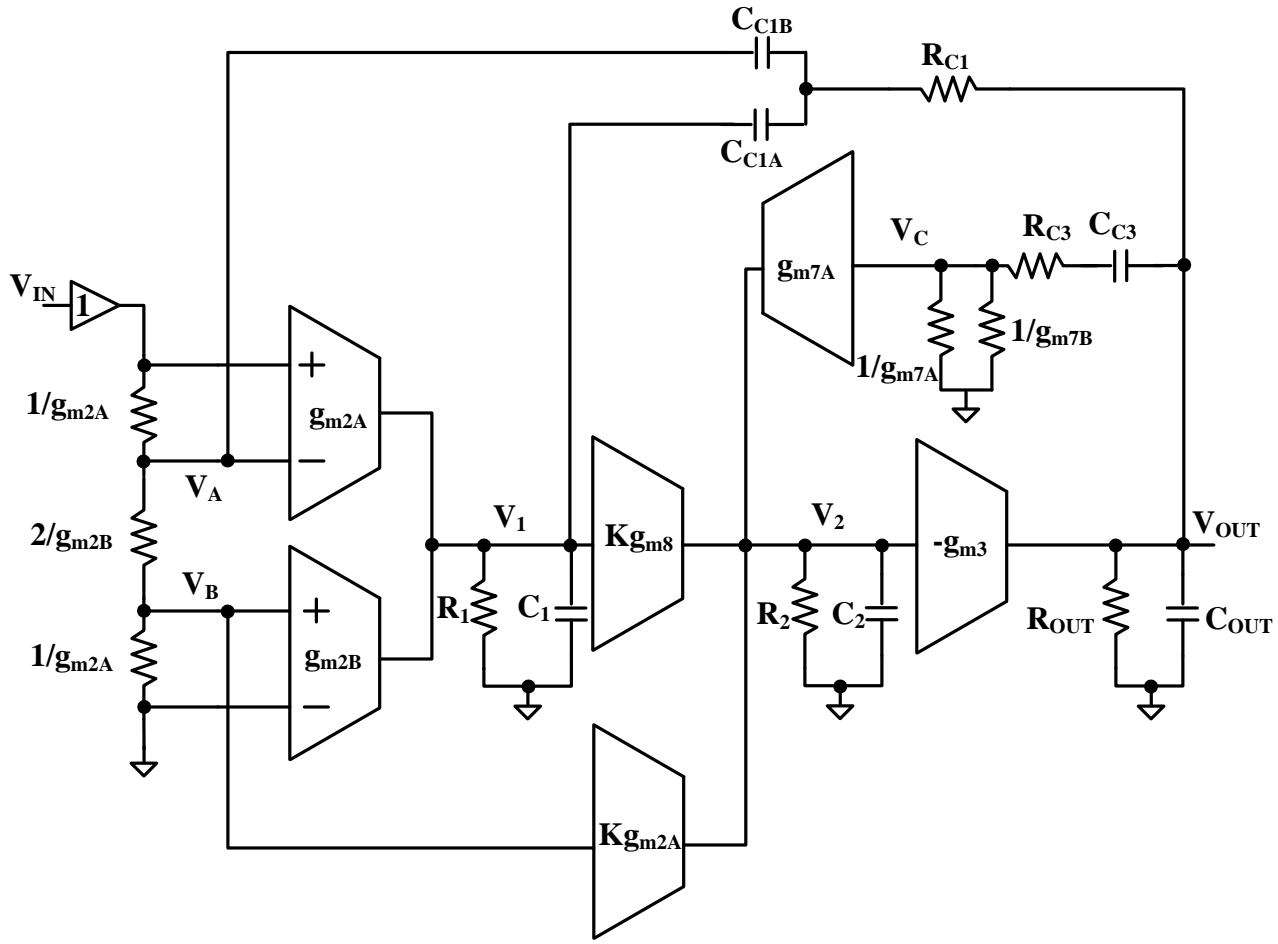 C_C1B
R_C1
C_C1A
V_C
R_C3
C_C3
g_m7A
1/g_m7A
1/g_m7B
V_IN
1
1/g_m2A
+
g_m2A
−
V_A
2/g_m2B
V_B
1/g_m2A
+
g_m2B
−
V_1
R_1
C_1
Kg_m8
V_2
R_2
C_2
-g_m3
V_OUT
R_OUT
C_OUT
Kg_m2A